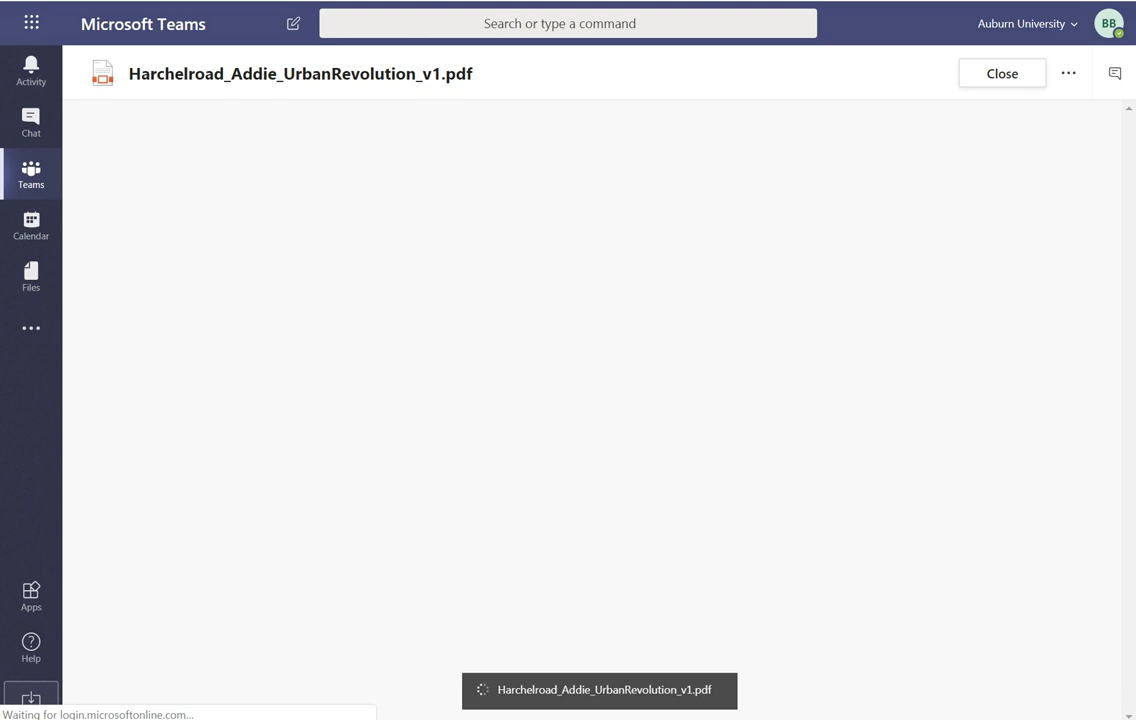 Microsoft Teams
Search or type a command
Auburn University
BB
Activity
Harchelroad_Addie_UrbanRevolution_v1.pdf
Close
Chat
Teams
Calendar
Files
Apps
Help
Harchelroad_Addie_UrbanRevolution_v1.pdf
Waiting for login.microsoftonline.com...